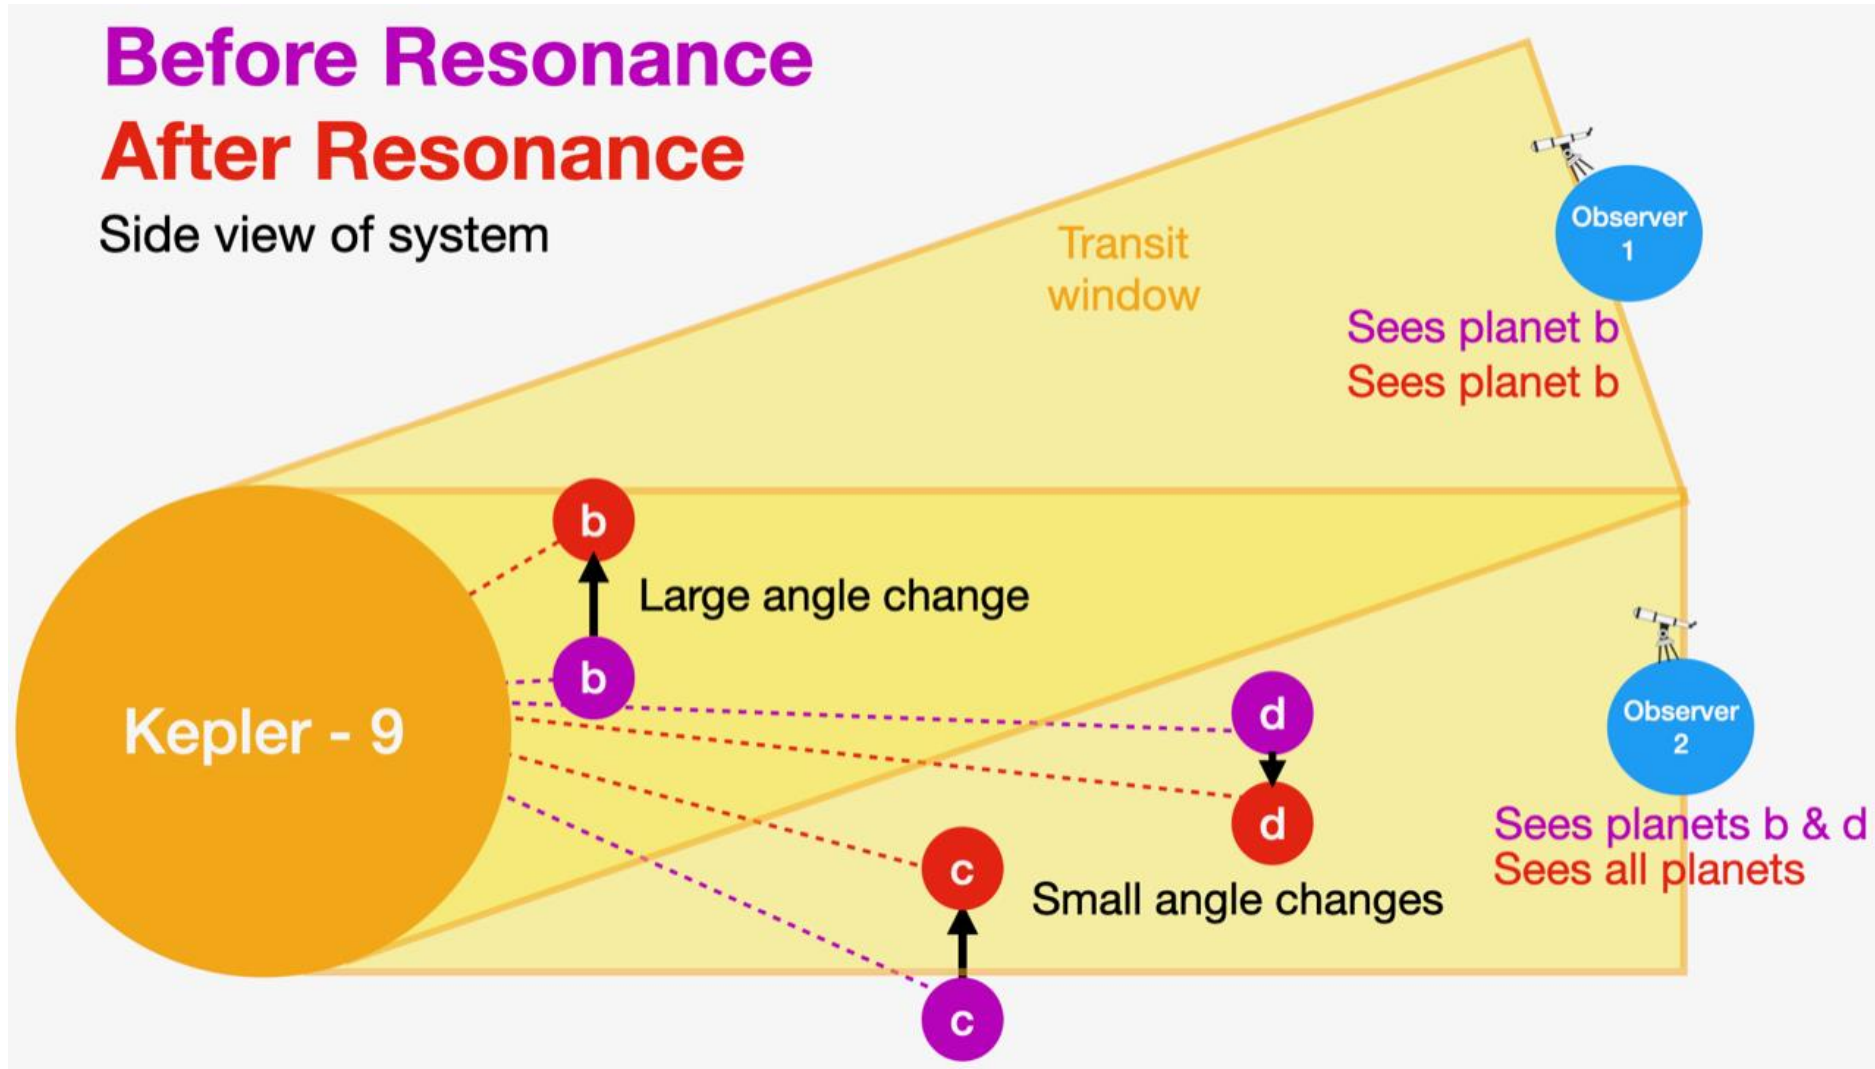 Before Resonance
After Resonance
Side view of system
Transit
window
Observer
1
Sees planet b
Sees planet b
b
Large angle change
b
Kepler - 9
d
d
c
Small angle changes
c
Observer
2
Sees planets b & d
Sees all planets